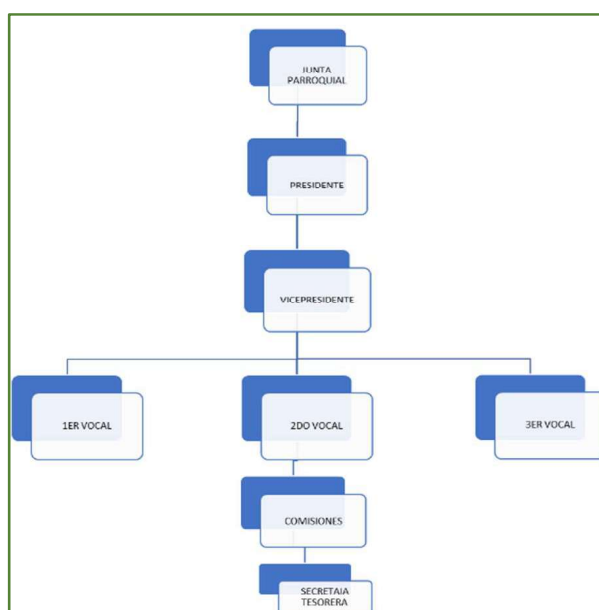 JUNTA
PARROQUIAL
PRESIDENTE
VICEPRESIDENTE
1ER VOCAL
2DO VOCAL
3ER VOCAL
COMISIONES
SECRETAIA
TESORERA